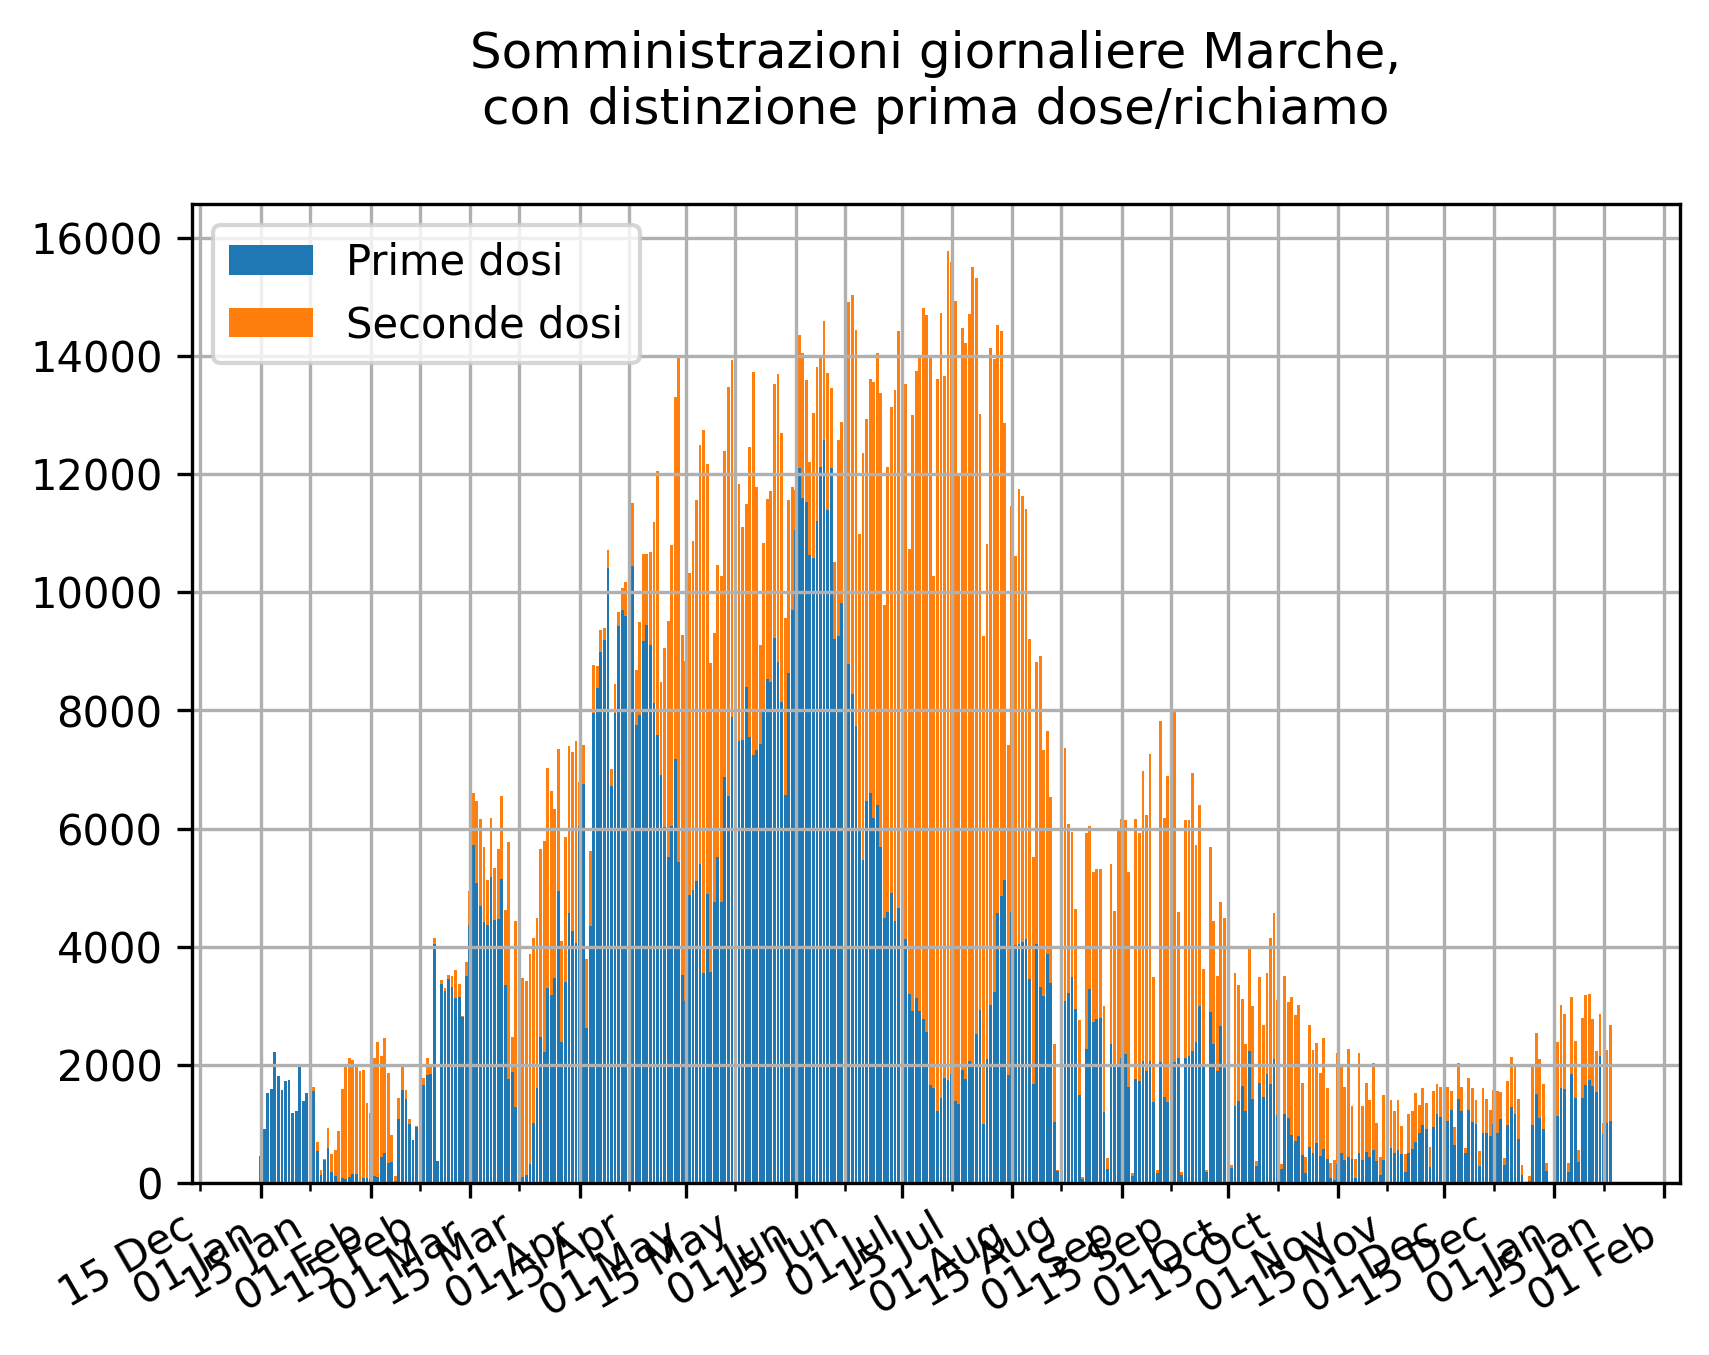 Somministrazioni giornaliere Marche,
con distinzione prima dose/richiamo
16000
14000
12000
10000
8000
6000
4000
2000
0
Prime dosi
Seconde dosi
15 Dec
01 Jan
15 Jan
01 Feb
15 Feb
01 Mar
15 Mar
01 Apr
15 Apr
01 May
15 May
01 Jun
15 Jun
01 Jul
15 Jul
01 Aug
15 Aug
01 Sep
15 Sep
01 Oct
15 Oct
01 Nov
15 Nov
01 Dec
15 Dec
01 Jan
15 Jan
01 Feb